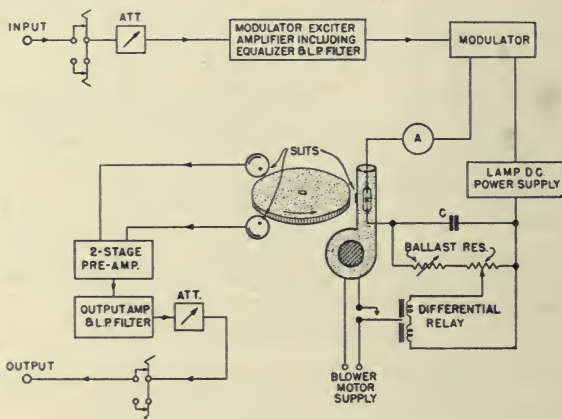 INPUT
ATT.
MODULATOR EXCITER
AMPLIFIER INCLUDING
EQUALIZER & L.P. FILTER
MODULATOR
A
SLITS
LAMP D.C.
POWER SUPPLY
C
BALLAST RES.
2-STAGE
PRE-AMP.
OUTPUT AMP
& L.P. FILTER
ATT.
DIFFERENTIAL
RELAY
OUTPUT
BLOWER
MOTOR
SUPPLY